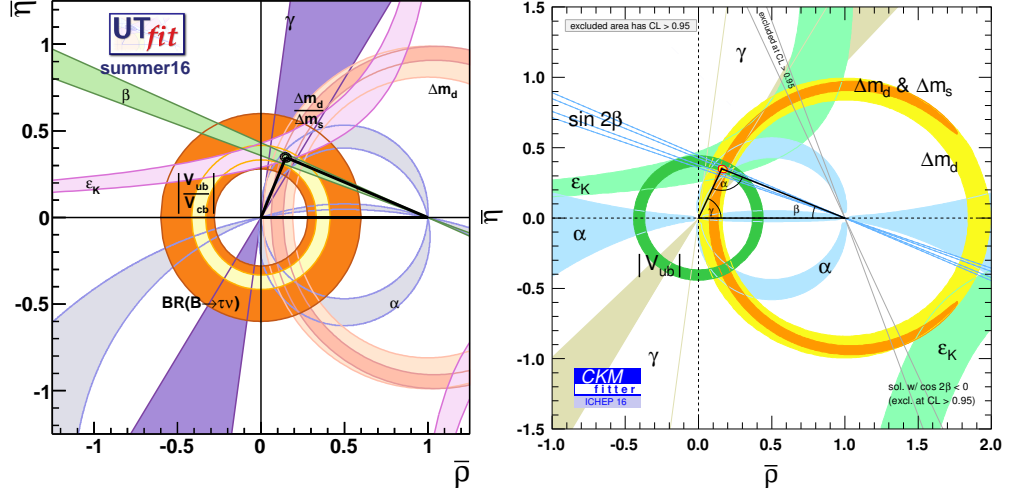 η̅
1
0.5
0
-0.5
-1
-1
0
1
ρ̅
UTfit
summer16
γ
β
Δm_d
Δm_d
Δm_s
ε_K
|V_ub
V_cb|
BR(B→τν)
α
excluded area has CL > 0.95
excluded at CL > 0.95
γ
sin 2β
Δm_d & Δm_s
Δm_d
ε_K
α
α
γ
β
α
|V_ub|
γ
ε_K
CKM
fitter
ICHEP 16
sol. w/ cos 2β < 0
(excl. at CL > 0.95)
η̅
1.5
1.0
0.5
0.0
-0.5
-1.0
-1.5
-1.0
-0.5
0.0
0.5
1.0
1.5
2.0
ρ̅